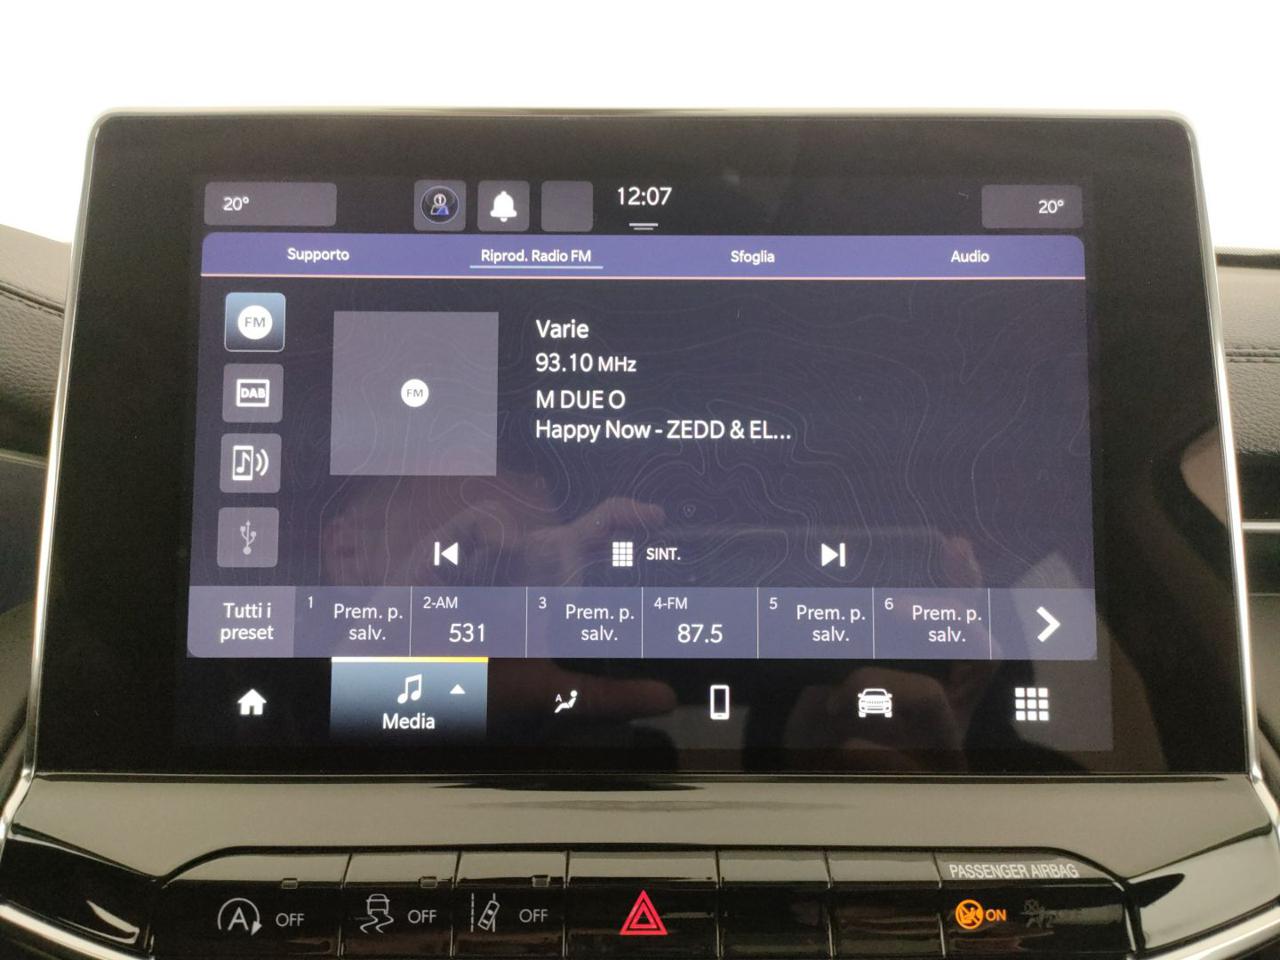 20°
12:07
20°
Supporto
Riprod. Radio FM
Sfoglia
Audio
FM
DAB
FM
Varie
93.10 MHz
M DUE O
Happy Now - ZEDD & EL...
SINT.
Tutti i
preset
1
Prem. p.
salv.
2-AM
531
3
Prem. p.
salv.
4-FM
87.5
5
Prem. p.
salv.
6
Prem. p.
salv.
Media
A
PASSENGER AIRBAG
A OFF
OFF
OFF
ON